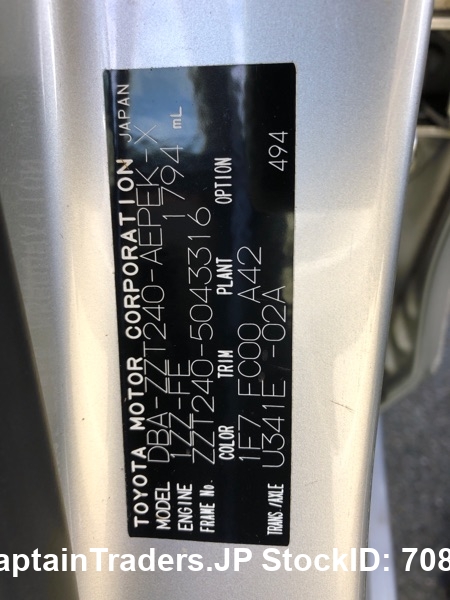 TOYOTA MOTOR CORPORATION JAPAN
MODEL DBA-ZZT240-AEPEK-X
ENGINE 1ZZ-FE 1794 mL
FRAME No. ZZT240-5043316
COLOR TRIM PLANT OPTION
1F7 FC00 A42
TRANS/AXLE U341E -02A 494
aptainTraders.JP StockID: 708